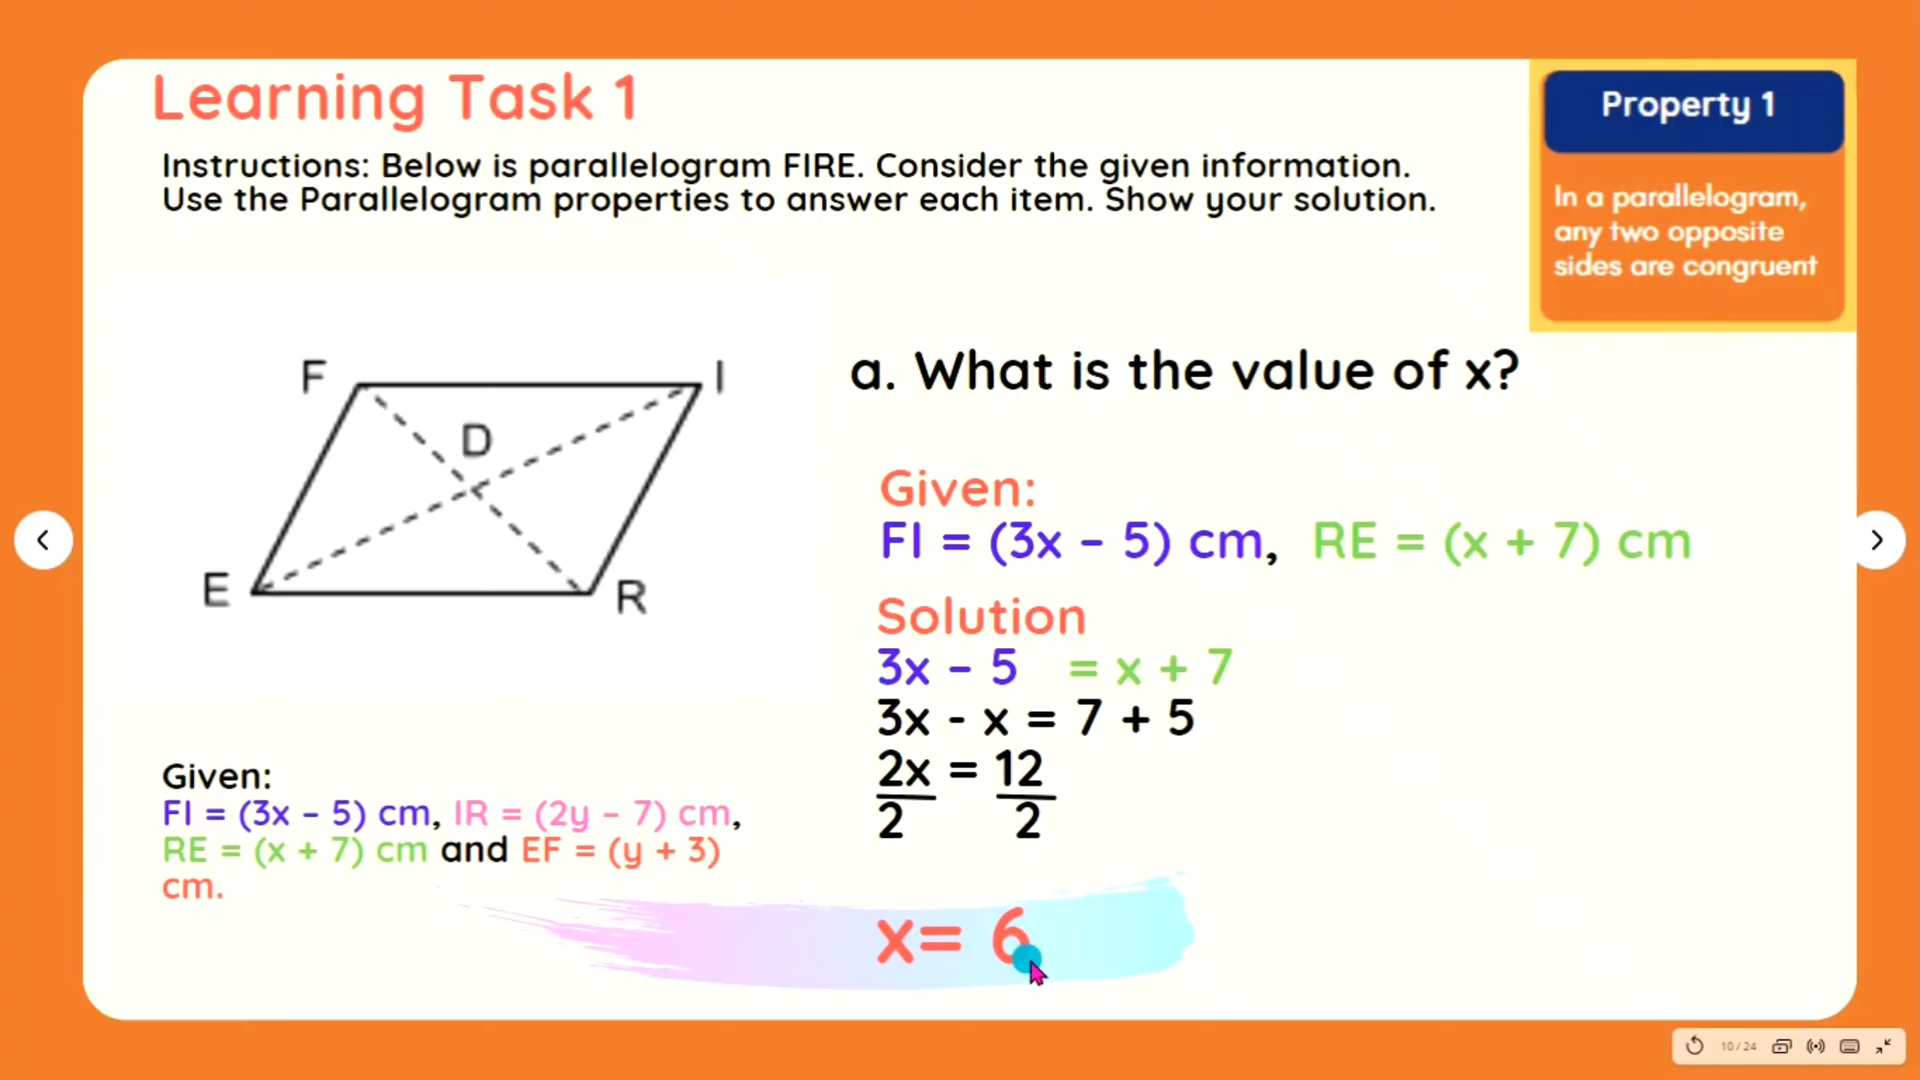 Learning Task 1
Instructions: Below is parallelogram FIRE. Consider the given information.
Use the Parallelogram properties to answer each item. Show your solution.
Property 1
In a parallelogram,
any two opposite
sides are congruent
F
I
D
E
R
Given:
FI = (3x – 5) cm, IR = (2y – 7) cm,
RE = (x + 7) cm and EF = (y + 3)
cm.
a. What is the value of x?
Given:
FI = (3x – 5) cm, RE = (x + 7) cm
Solution
3x – 5 = x + 7
3x - x = 7 + 5
2x = 12
2 2
x= 6
10/24